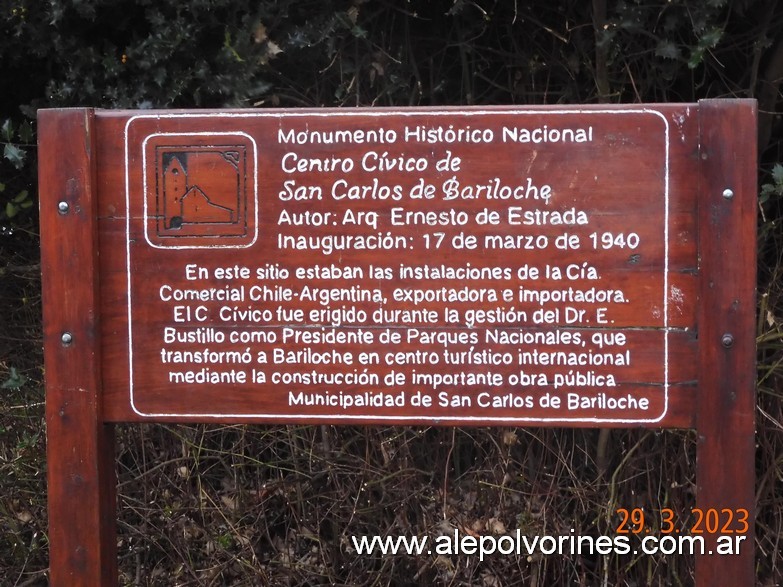 Monumento Histórico Nacional
Centro Cívico de
San Carlos de Bariloche
Autor: Arq Ernesto de Estrada
Inauguración: 17 de marzo de 1940
En este sitio estaban las instalaciones de la Cía.
Comercial Chile-Argentina, exportadora e importadora.
El C. Cívico fue erigido durante la gestión del Dr. E.
Bustillo como Presidente de Parques Nacionales, que
transformó a Bariloche en centro turístico internacional
mediante la construcción de importante obra pública
Municipalidad de San Carlos de Bariloche
29. 3. 2023
www.alepolvorines.com.ar